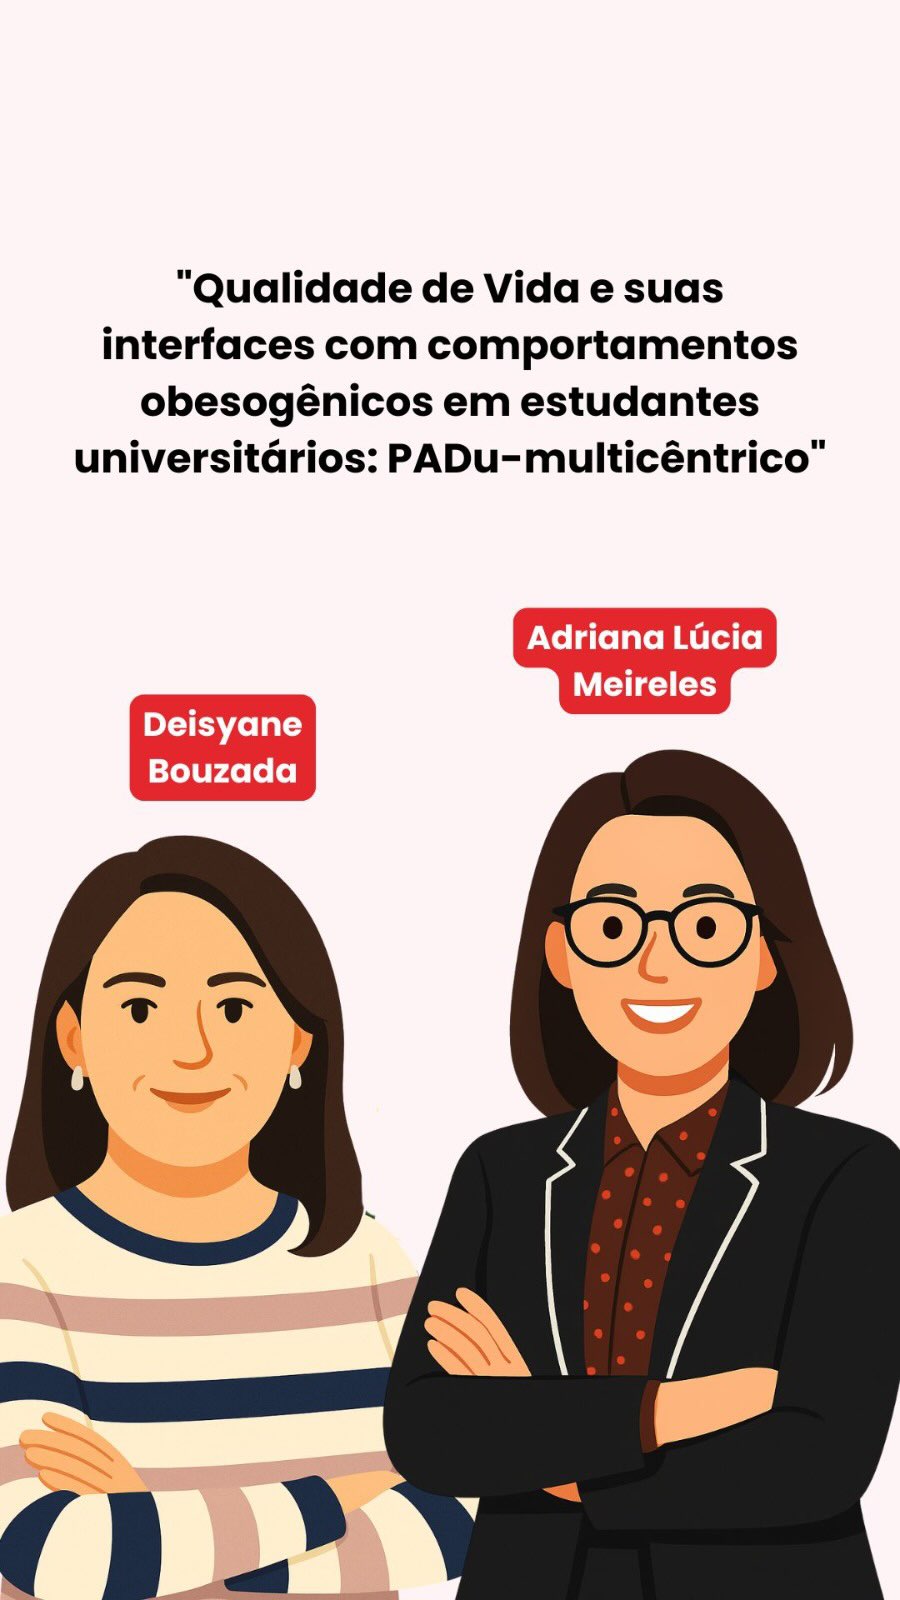 "Qualidade de Vida e suas
interfaces com comportamentos
obesogênicos em estudantes
universitários: PADu-multicêntrico"
Adriana Lúcia
Meireles
Deisyane
Bouzada